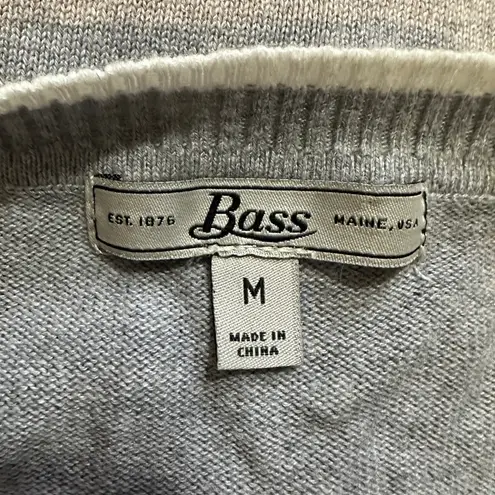 EST. 1876 Bass MAINE, USA
M
MADE IN
CHINA